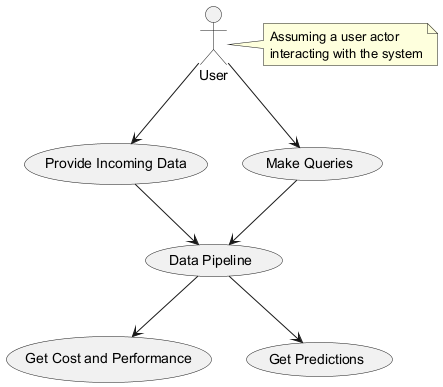 Assuming a user actor
interacting with the system
User
Provide Incoming Data
Make Queries
Data Pipeline
Get Cost and Performance
Get Predictions